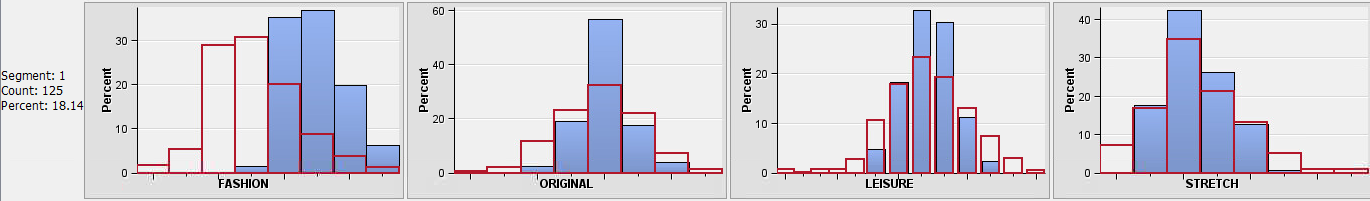 Segment: 1
Count: 125
Percent: 18.14
Percent
30
20
10
0
FASHION
Percent
60
40
20
0
ORIGINAL
Percent
30
20
10
0
LEISURE
Percent
40
30
20
10
0
STRETCH